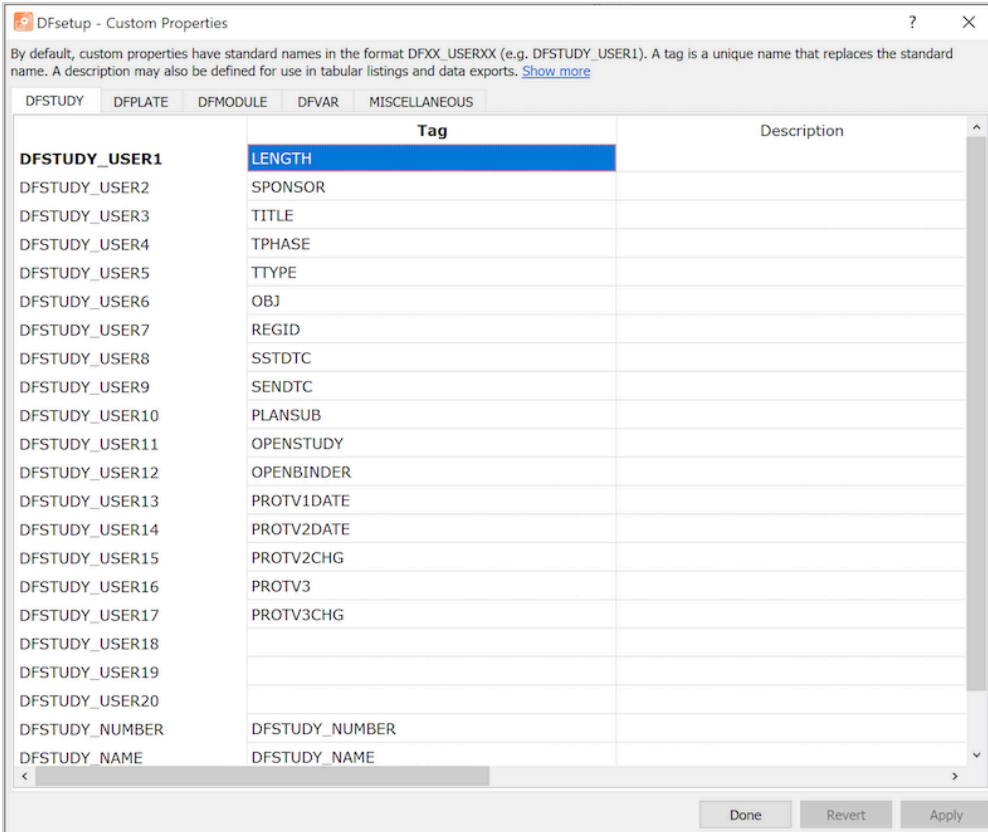 DFsetup - Custom Properties ? ×
By default, custom properties have standard names in the format DFXX_USERXX (e.g. DFSTUDY_USER1). A tag is a unique name that replaces the standard
name. A description may also be defined for use in tabular listings and data exports. Show more
DFSTUDY DFPLATE DFMODULE DFVAR MISCELLANEOUS
Tag Description
DFSTUDY_USER1 LENGTH
DFSTUDY_USER2 SPONSOR
DFSTUDY_USER3 TITLE
DFSTUDY_USER4 TPHASE
DFSTUDY_USER5 TTYPE
DFSTUDY_USER6 OBJ
DFSTUDY_USER7 REGID
DFSTUDY_USER8 SSTDTC
DFSTUDY_USER9 SENDTC
DFSTUDY_USER10 PLANSUB
DFSTUDY_USER11 OPENSTUDY
DFSTUDY_USER12 OPENBINDER
DFSTUDY_USER13 PROTV1DATE
DFSTUDY_USER14 PROTV2DATE
DFSTUDY_USER15 PROTV2CHG
DFSTUDY_USER16 PROTV3
DFSTUDY_USER17 PROTV3CHG
DFSTUDY_USER18
DFSTUDY_USER19
DFSTUDY_USER20
DFSTUDY_NUMBER DFSTUDY_NUMBER
DFSTUDY_NAME DFSTUDY_NAME
Done Revert Apply